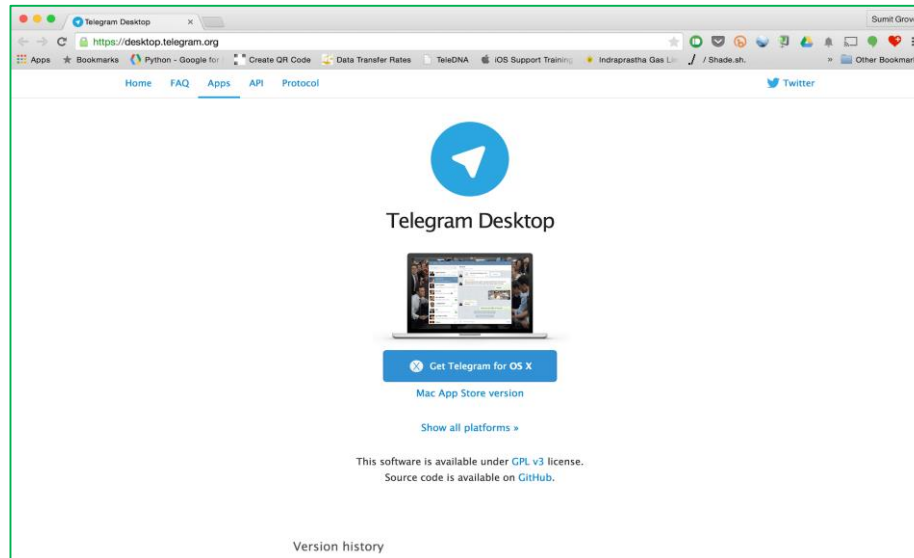 Telegram Desktop
Sumit Grov
https://desktop.telegram.org
Apps Bookmarks Python - Google for Create QR Code Data Transfer Rates TeleDNA iOS Support Training Indraprastha Gas Li / Shade.sh. » Other Bookmark
Home FAQ Apps API Protocol Twitter
Telegram Desktop
Get Telegram for OS X
Mac App Store version
Show all platforms »
This software is available under GPL v3 license.
Source code is available on GitHub.
Version history